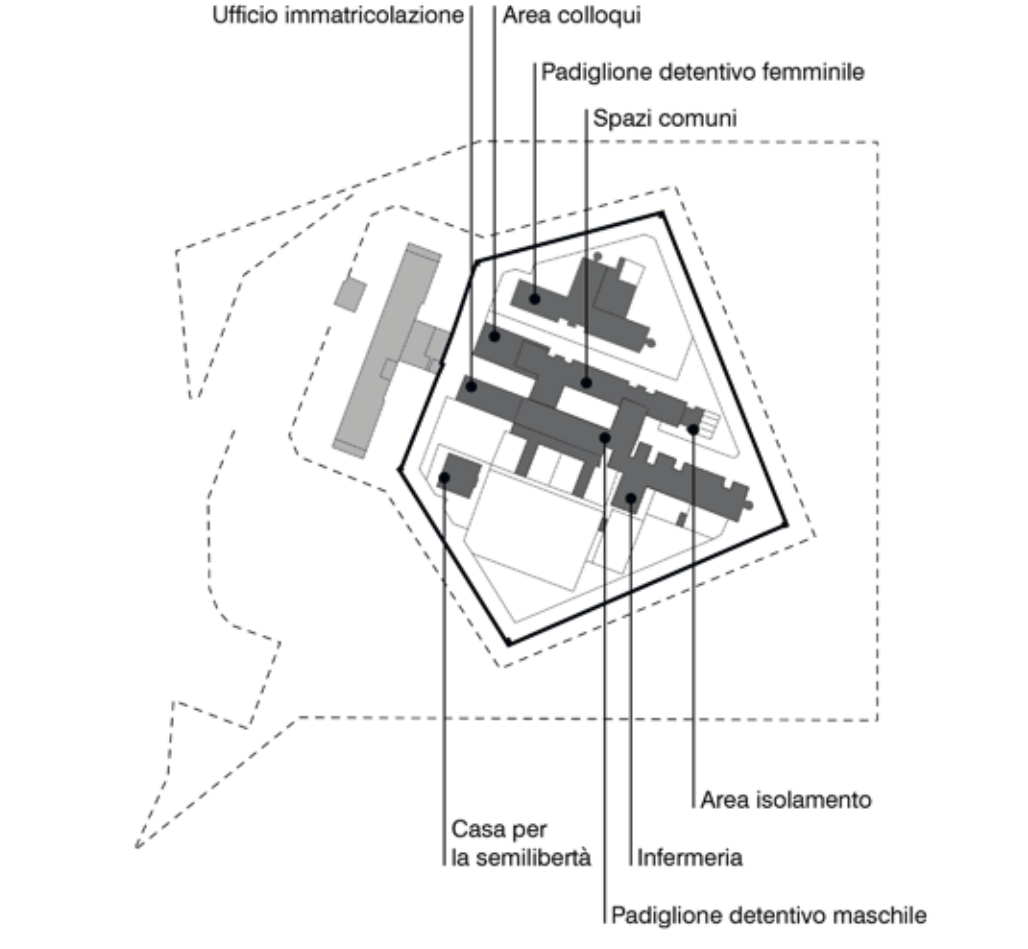 Ufficio immatricolazione
Area colloqui
Padiglione detentivo femminile
Spazi comuni
Area isolamento
Casa per
la semilibertà
Infermeria
Padiglione detentivo maschile